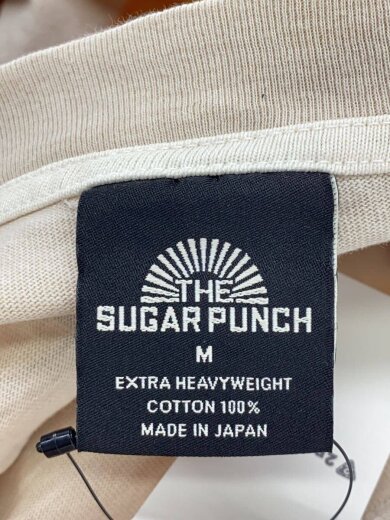 THE
SUGAR PUNCH
M
EXTRA HEAVYWEIGHT
COTTON 100%
MADE IN JAPAN